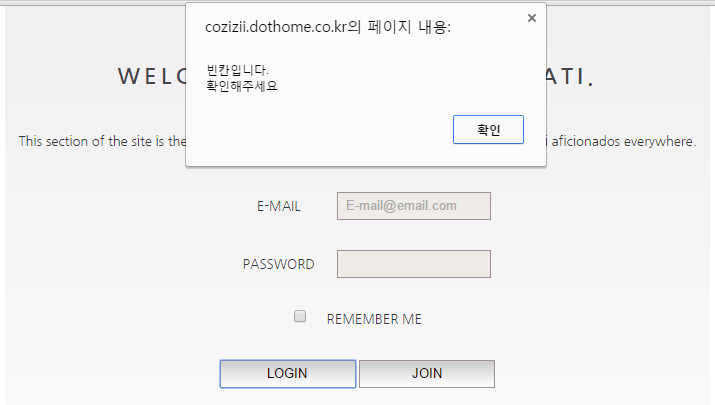 cozizii.dothome.co.kr의 페이지 내용:
빈칸입니다.
확인해주세요
확인
WELC ATI.
This section of the site is the i aficionados everywhere.
E-MAIL E-mail@email.com
PASSWORD
REMEMBER ME
LOGIN JOIN